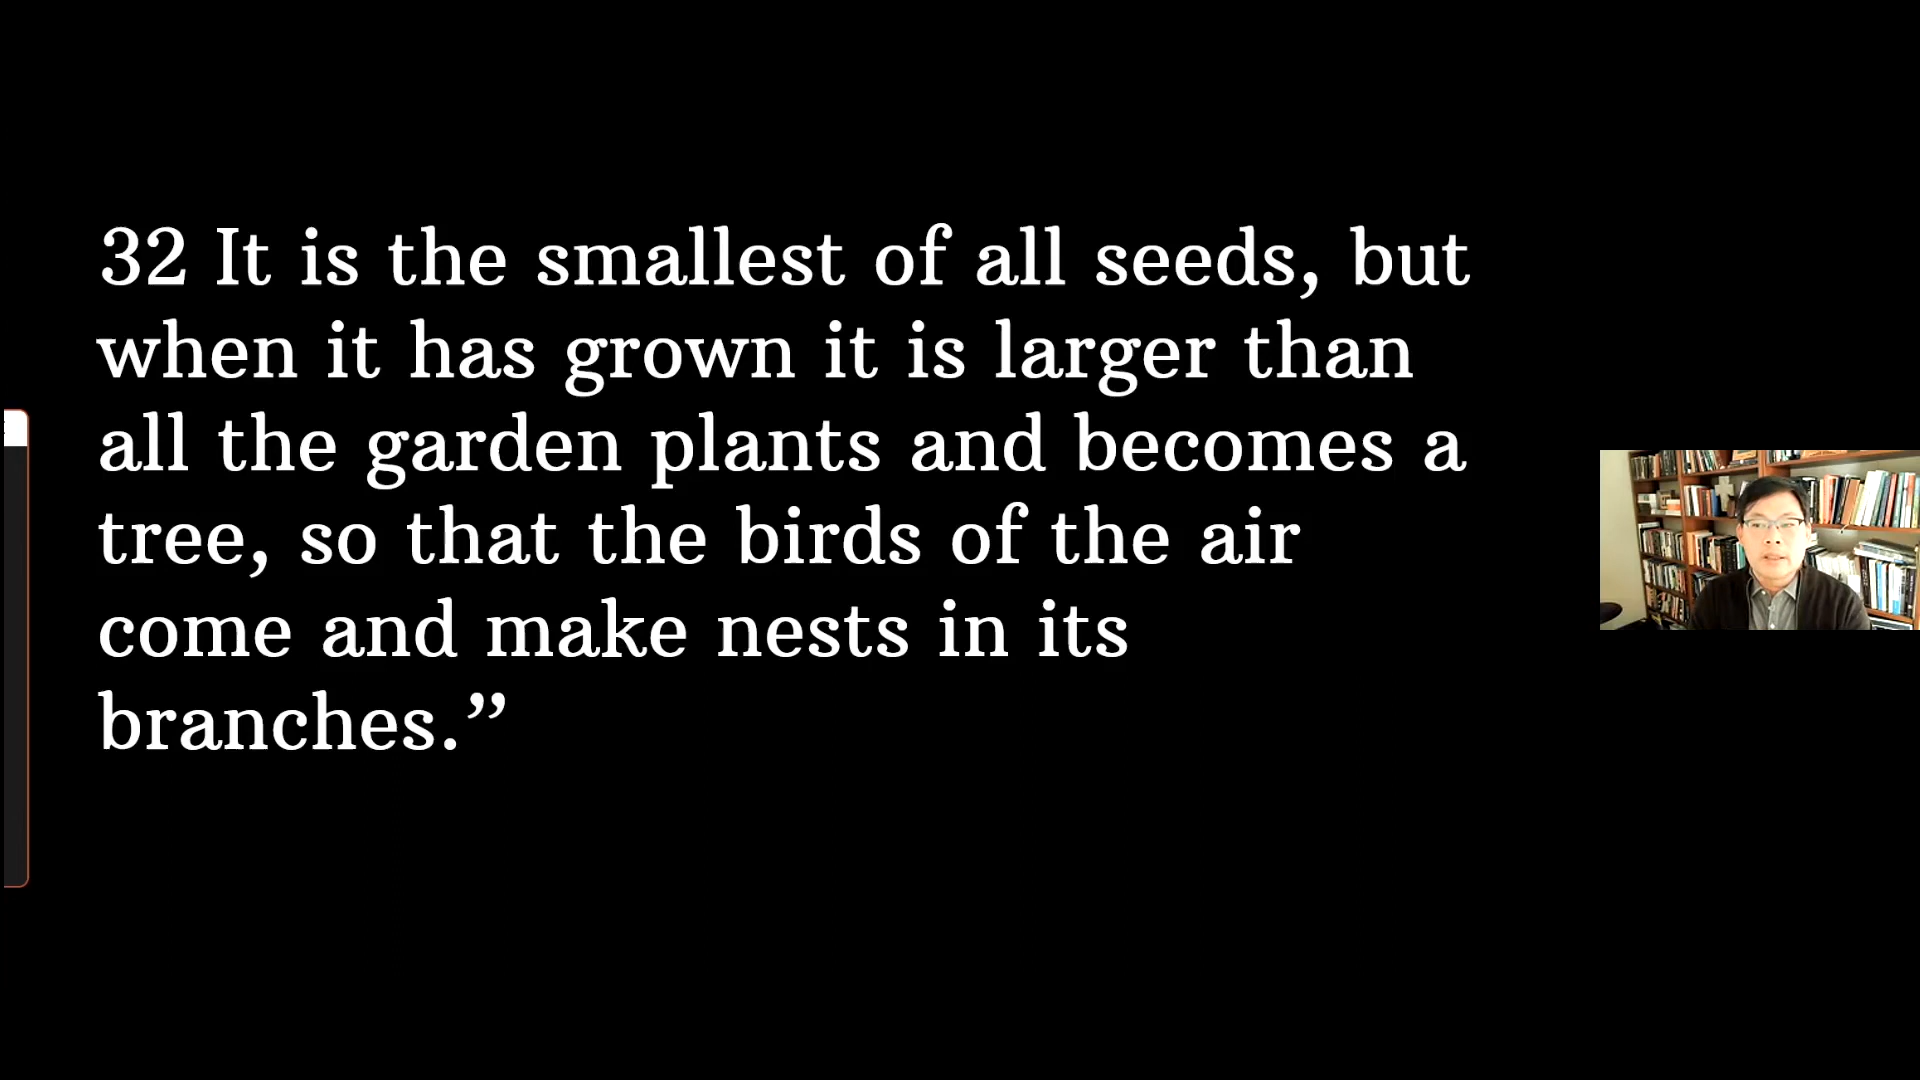 32 It is the smallest of all seeds, but
when it has grown it is larger than
all the garden plants and becomes a
tree, so that the birds of the air
come and make nests in its
branches.”